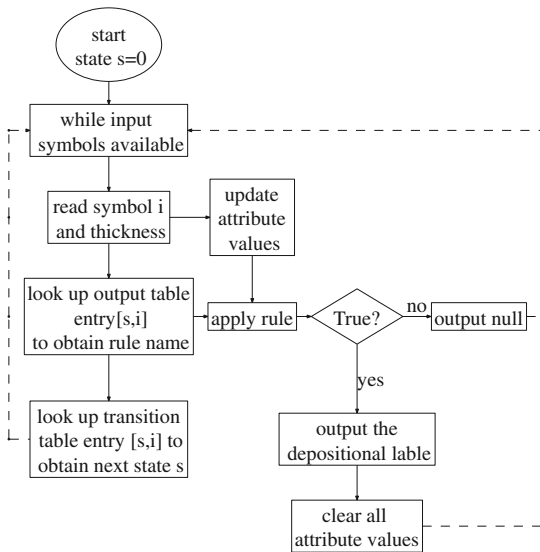 start
state s=0
while input
symbols available
read symbol i
and thickness
update
attribute
values
look up output table
entry[s,i]
to obtain rule name
apply rule
True?
no
output null
yes
look up transition
table entry [s,i] to
obtain next state s
output the
depositional lable
clear all
attribute values